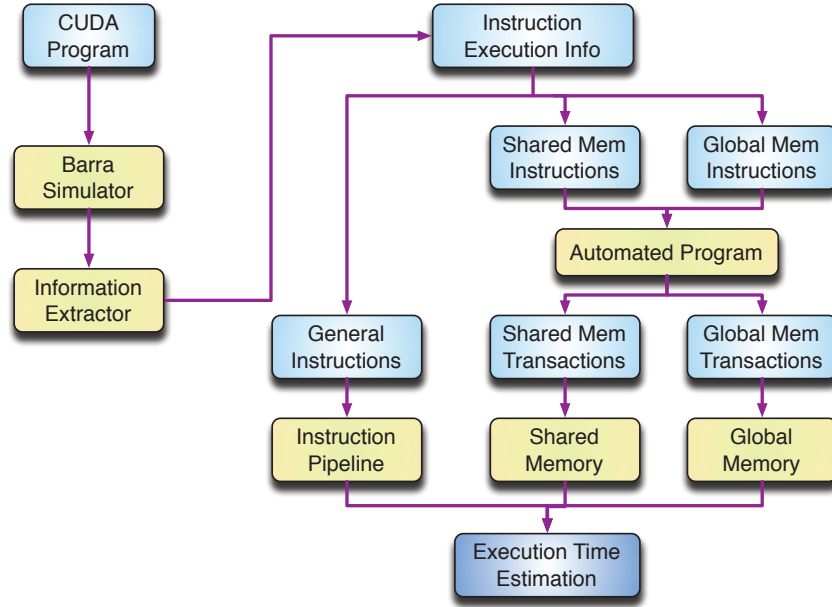 CUDA
Program
Instruction
Execution Info
Barra
Simulator
Shared Mem
Instructions
Global Mem
Instructions
Information
Extractor
Automated Program
General
Instructions
Shared Mem
Transactions
Global Mem
Transactions
Instruction
Pipeline
Shared
Memory
Global
Memory
Execution Time
Estimation